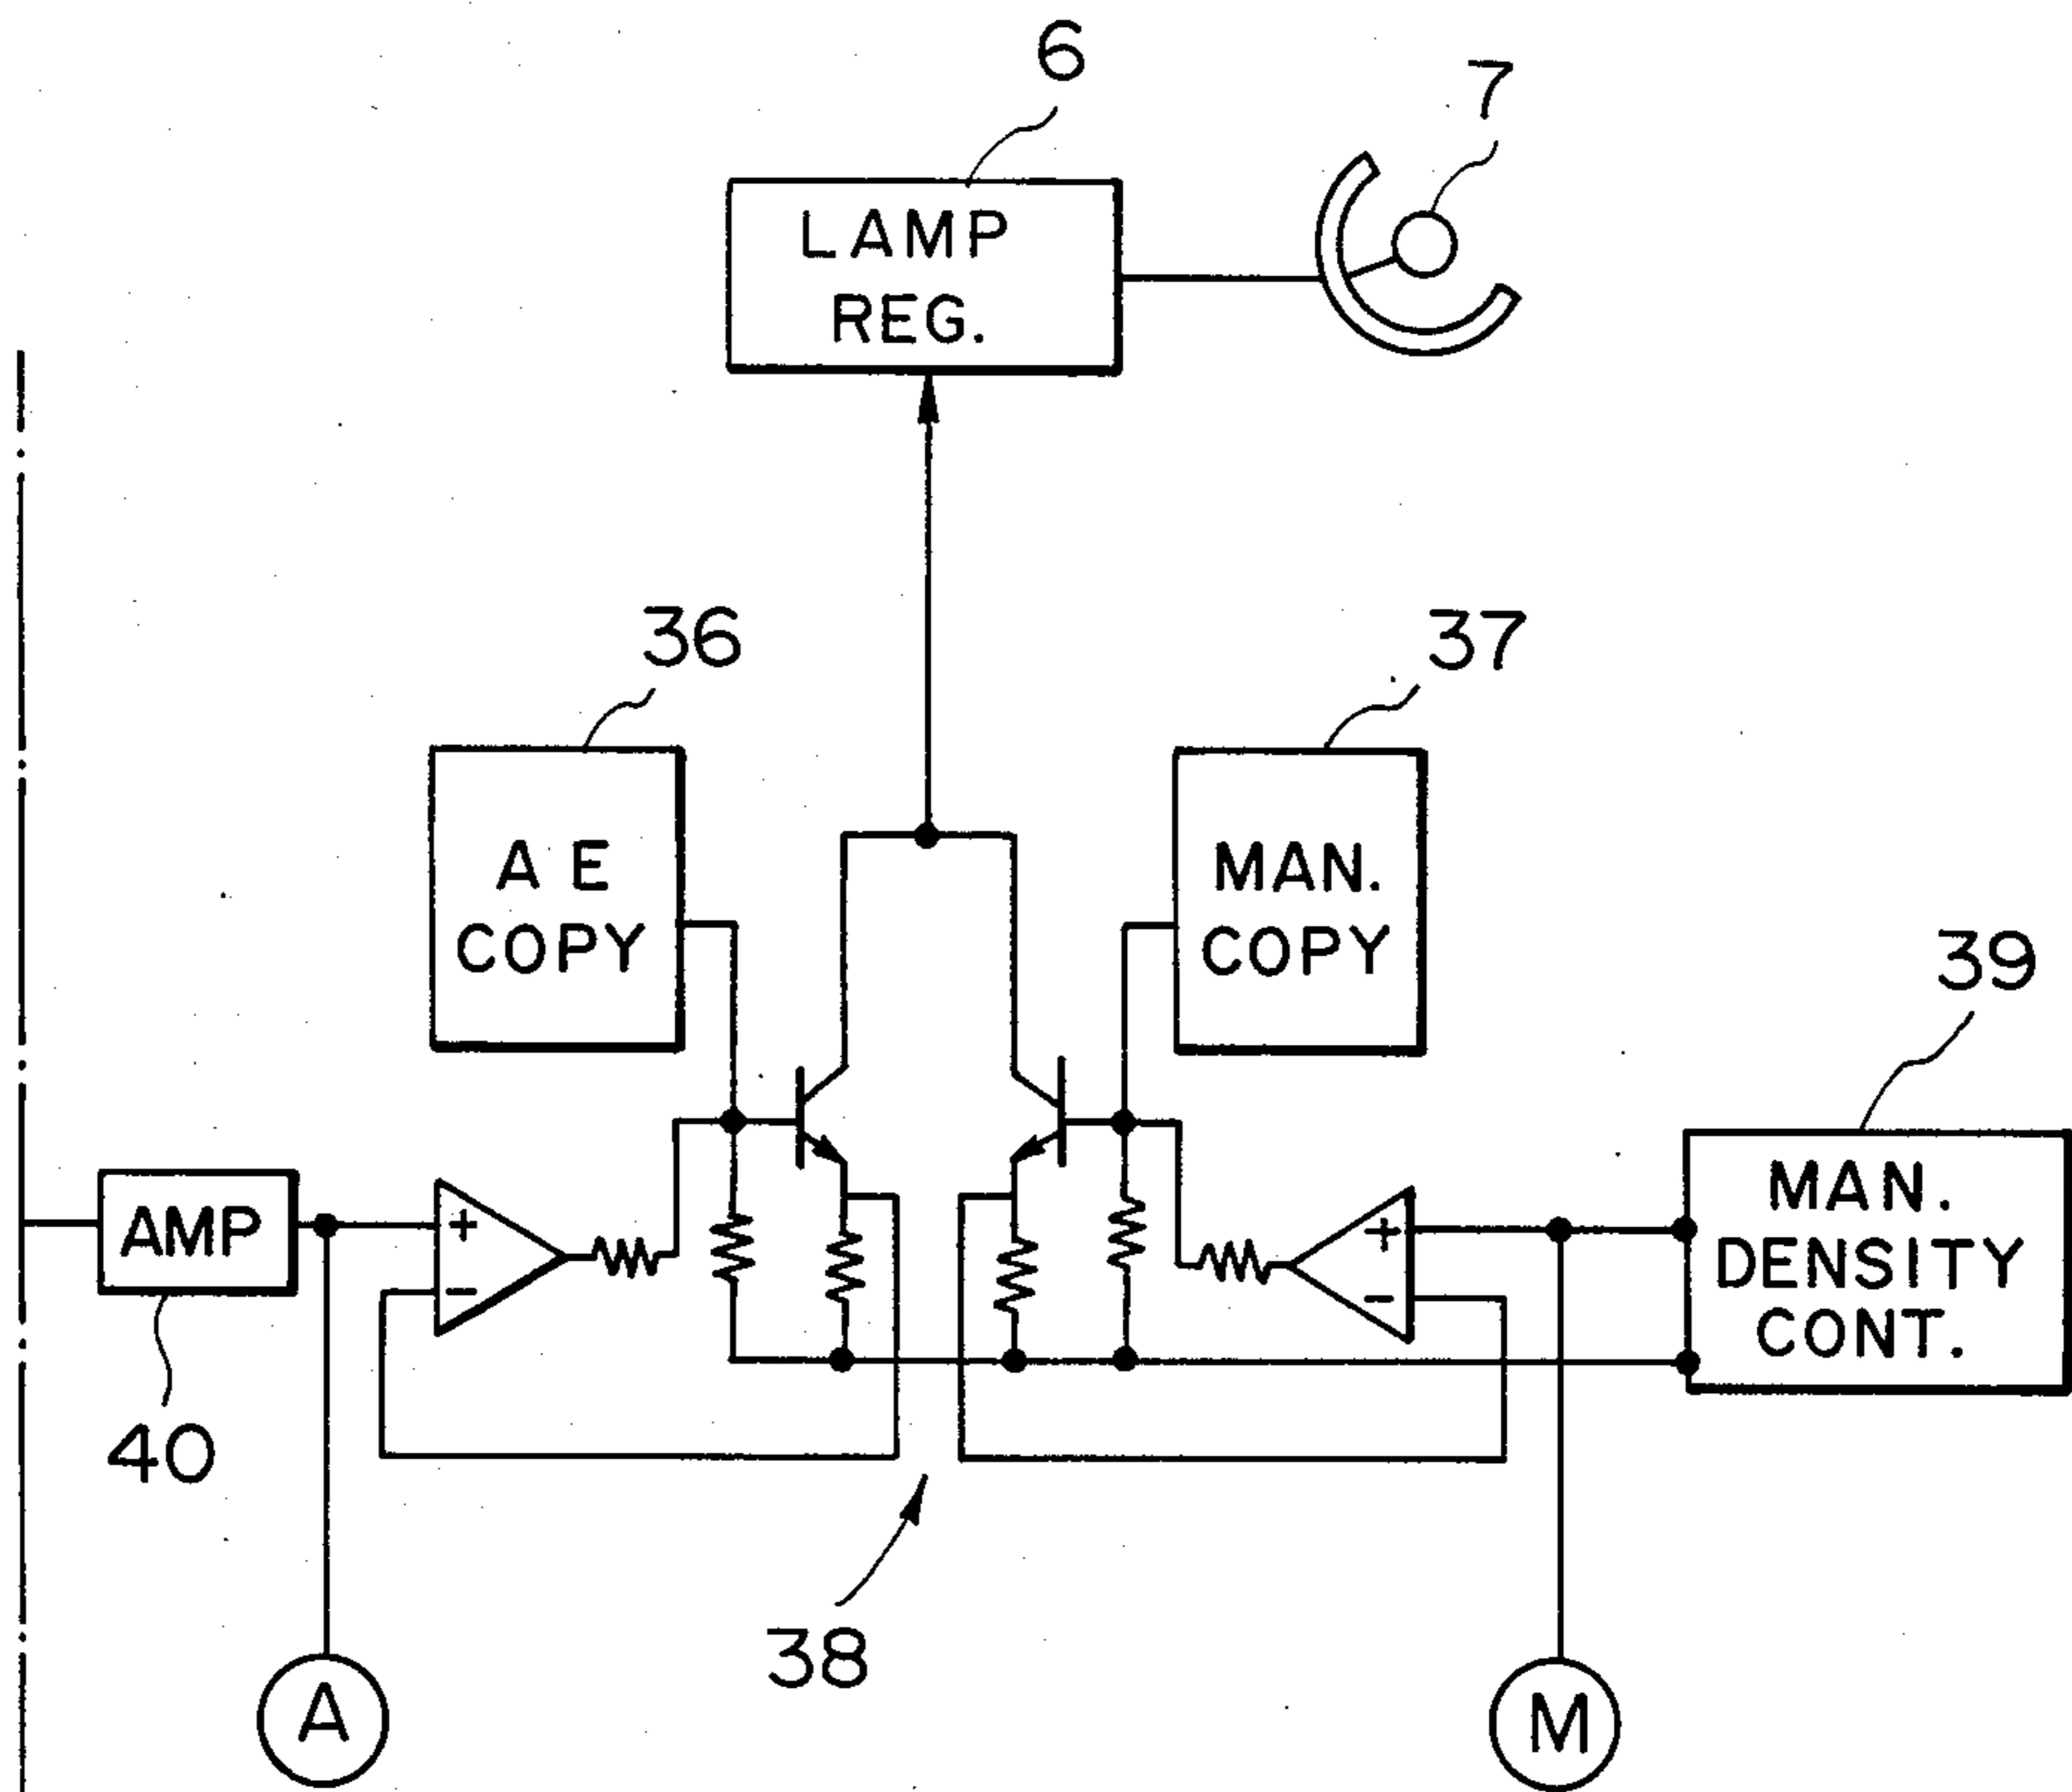 6
7
LAMP
REG.
36
37
AE
COPY
MAN.
COPY
39
AMP
+
-
+
-
MAN.
DENSITY
CONT.
40
38
A
M